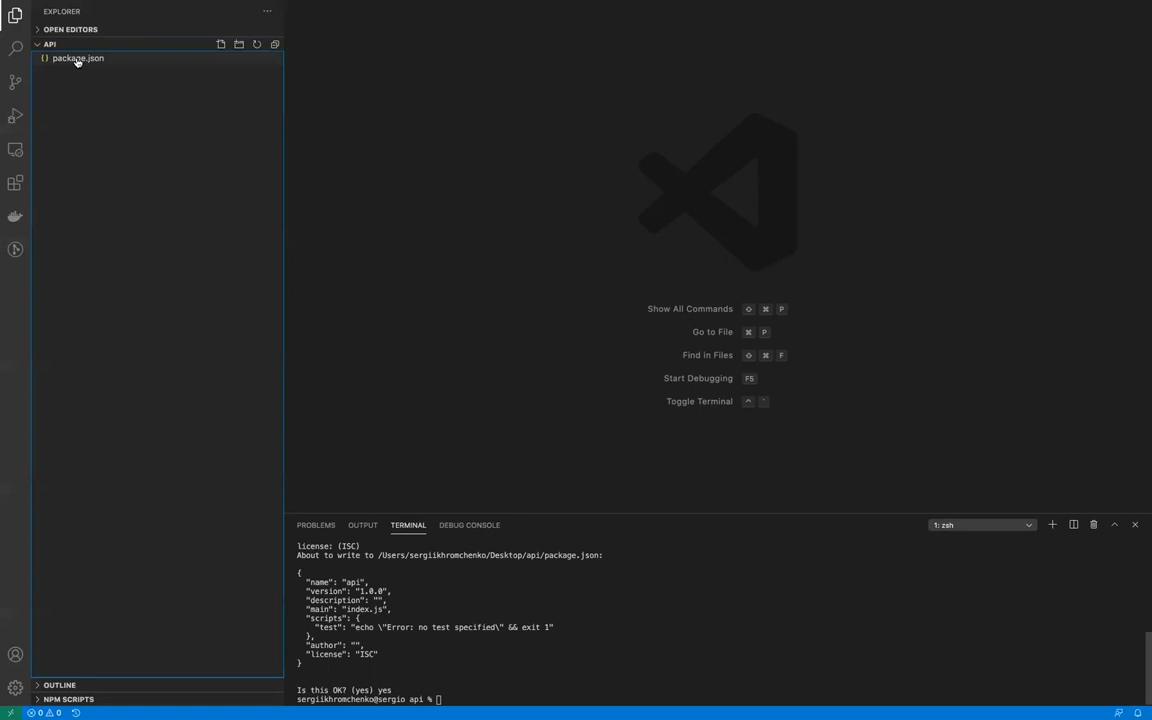 EXPLORER
OPEN EDITORS
API
{} package.json
OUTLINE
NPM SCRIPTS
Show All Commands ⇧ ⌘ P
Go to File ⌘ P
Find in Files ⇧ ⌘ F
Start Debugging F5
Toggle Terminal ^ `
PROBLEMS OUTPUT TERMINAL DEBUG CONSOLE 1: zsh
license: (ISC)
About to write to /Users/sergiikhromchenko/Desktop/api/package.json:
{
"name": "api",
"version": "1.0.0",
"description": "",
"main": "index.js",
"scripts": {
"test": "echo \"Error: no test specified\" && exit 1"
},
"author": "",
"license": "ISC"
}
Is this OK? (yes) yes
sergiikhromchenko@sergio api %
0 0